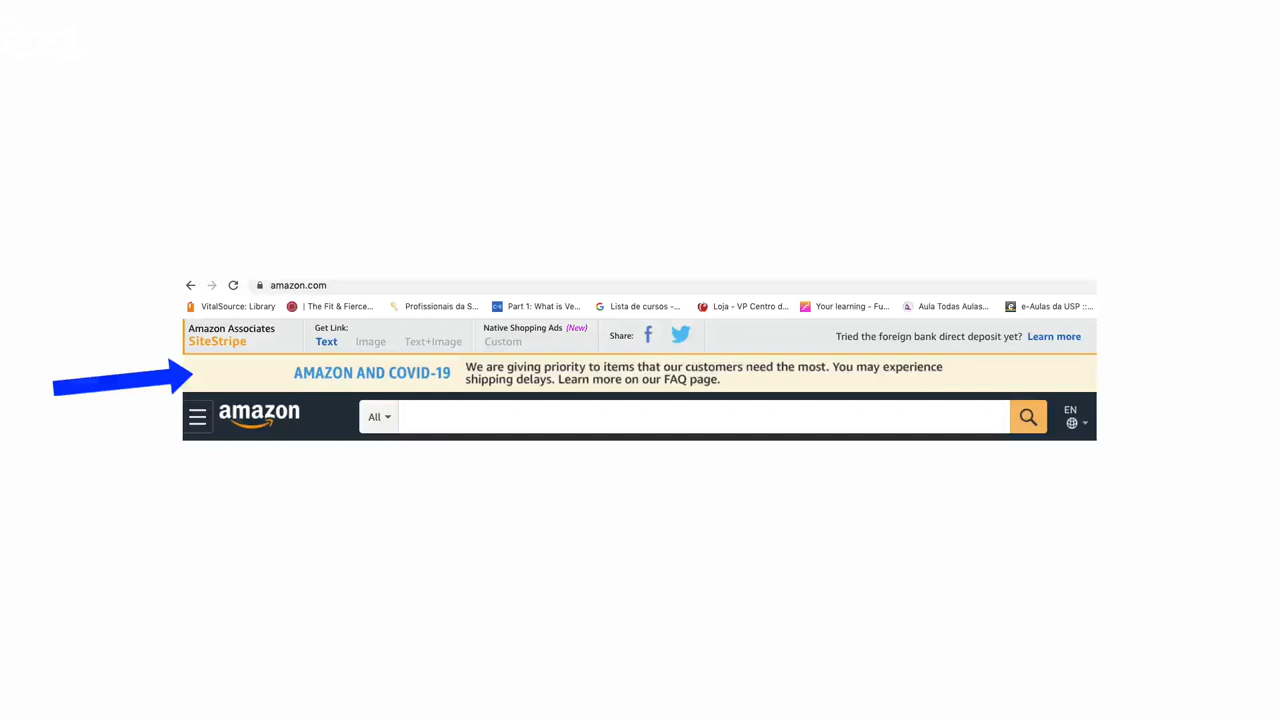 amazon.com
VitalSource: Library | The Fit & Fierce... Profissionais da S... Part 1: What is Ve... Lista de cursos -... Loja - VP Centro d... Your learning - Fu... Aula Todas Aulas... e-Aulas da USP ::...
Amazon Associates Get Link: Native Shopping Ads (New) Share: Tried the foreign bank direct deposit yet? Learn more
SiteStripe Text Image Text+Image Custom
AMAZON AND COVID-19 We are giving priority to items that our customers need the most. You may experience
shipping delays. Learn more on our FAQ page.
amazon All EN